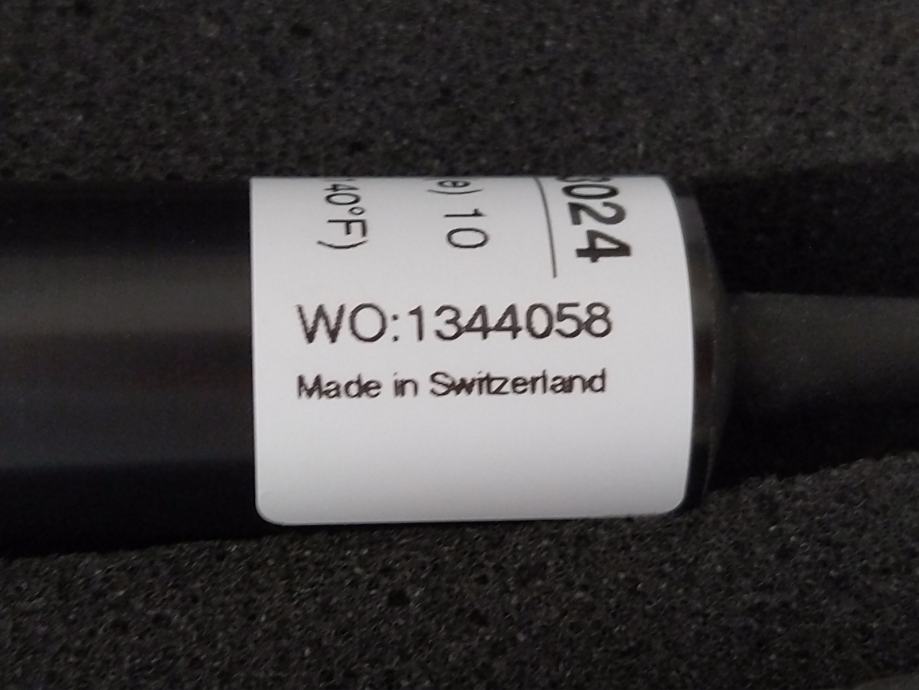 3024
e) 10
40°F)
WO:1344058
Made in Switzerland